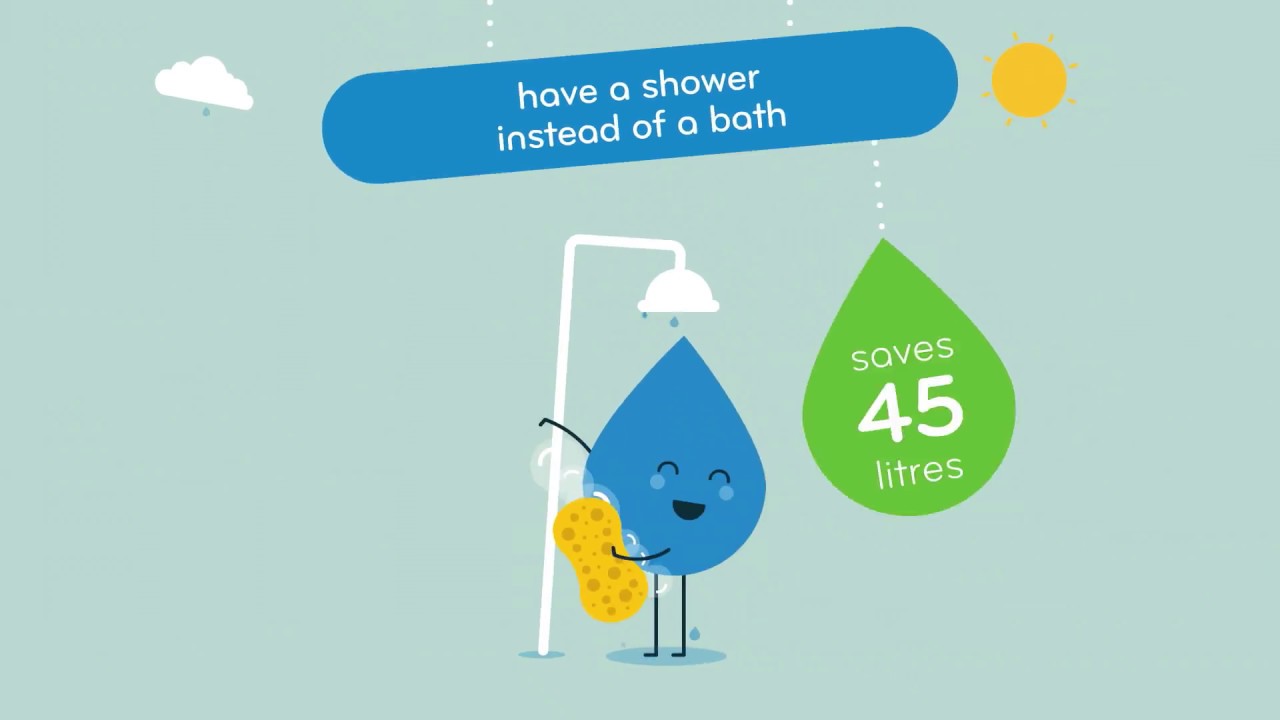 have a shower
instead of a bath
saves
45
litres